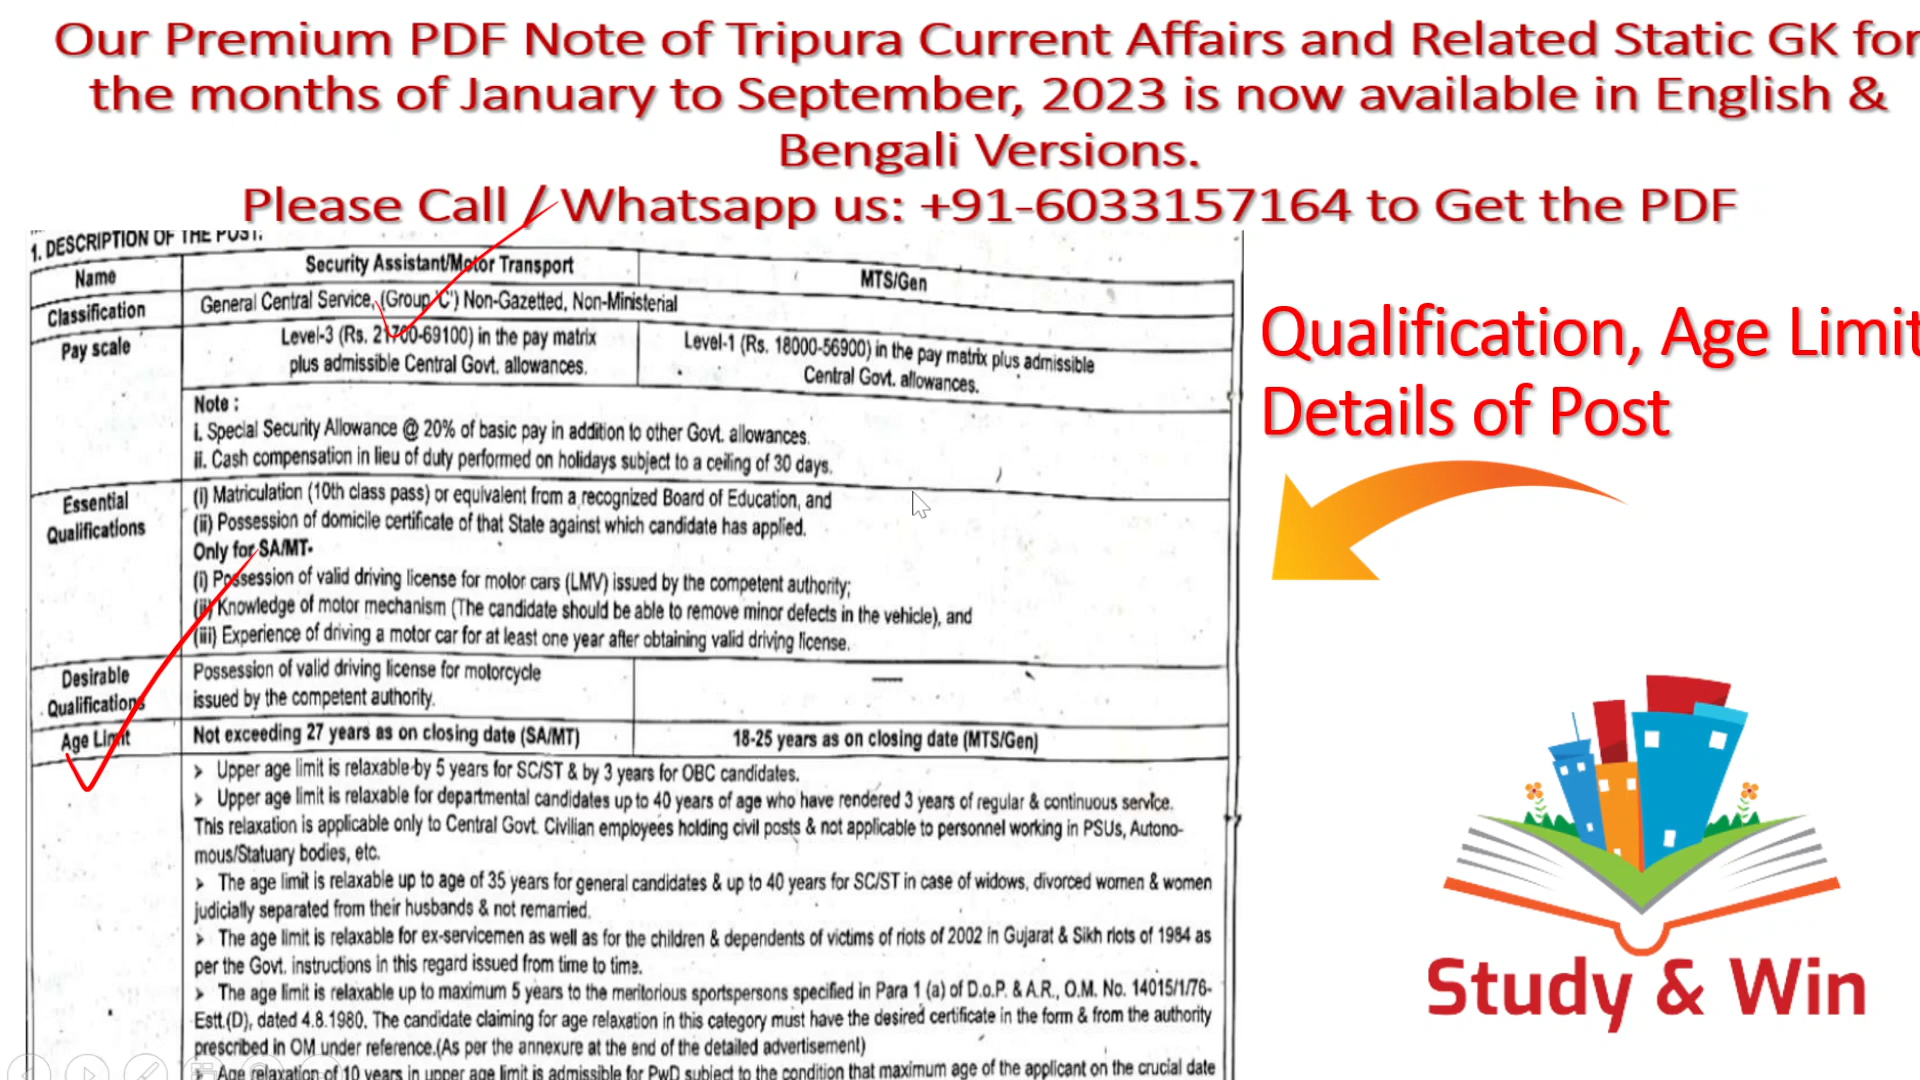 Our Premium PDF Note of Tripura Current Affairs and Related Static GK for
the months of January to September, 2023 is now available in English &
Bengali Versions.
Please Call / Whatsapp us: +91-6033157164 to Get the PDF
1. DESCRIPTION OF THE POST:
Name Security Assistant/Motor Transport MTS/Gen
Classification General Central Service, (Group 'C') Non-Gazetted, Non-Ministerial
Pay scale Level-3 (Rs. 21700-69100) in the pay matrix
plus admissible Central Govt. allowances.
Level-1 (Rs. 18000-56900) in the pay matrix plus admissible
Central Govt. allowances.
Note :
i. Special Security Allowance @ 20% of basic pay in addition to other Govt. allowances.
ii. Cash compensation in lieu of duty performed on holidays subject to a ceiling of 30 days.
Essential
Qualifications
(i) Matriculation (10th class pass) or equivalent from a recognized Board of Education, and
(ii) Possession of domicile certificate of that State against which candidate has applied.
Only for SA/MT-
(i) Possession of valid driving license for motor cars (LMV) issued by the competent authority;
(ii) Knowledge of motor mechanism (The candidate should be able to remove minor defects in the vehicle), and
(iii) Experience of driving a motor car for at least one year after obtaining valid driving license.
Desirable
Qualifications
Possession of valid driving license for motorcycle
issued by the competent authority.
Age Limit Not exceeding 27 years as on closing date (SA/MT) 18-25 years as on closing date (MTS/Gen)
➤ Upper age limit is relaxable by 5 years for SC/ST & by 3 years for OBC candidates.
➤ Upper age limit is relaxable for departmental candidates up to 40 years of age who have rendered 3 years of regular & continuous service.
This relaxation is applicable only to Central Govt. Civilian employees holding civil posts & not applicable to personnel working in PSUs, Autono-
mous/Statuary bodies, etc.
➤ The age limit is relaxable up to age of 35 years for general candidates & up to 40 years for SC/ST in case of widows, divorced women & women
judicially separated from their husbands & not remarried.
➤ The age limit is relaxable for ex-servicemen as well as for the children & dependents of victims of riots of 2002 in Gujarat & Sikh riots of 1984 as
per the Govt. instructions in this regard issued from time to time.
➤ The age limit is relaxable up to maximum 5 years to the meritorious sportspersons specified in Para 1 (a) of D.o.P. & A.R., O.M. No. 14015/1/76-
Estt.(D), dated 4.8.1980. The candidate claiming for age relaxation in this category must have the desired certificate in the form & from the authority
prescribed in OM under reference.(As per the annexure at the end of the detailed advertisement)
➤ Age relaxation of 10 years in upper age limit is admissible for PwD subject to the condition that maximum age of the applicant on the crucial date
Qualification, Age Limit
Details of Post
Study & Win